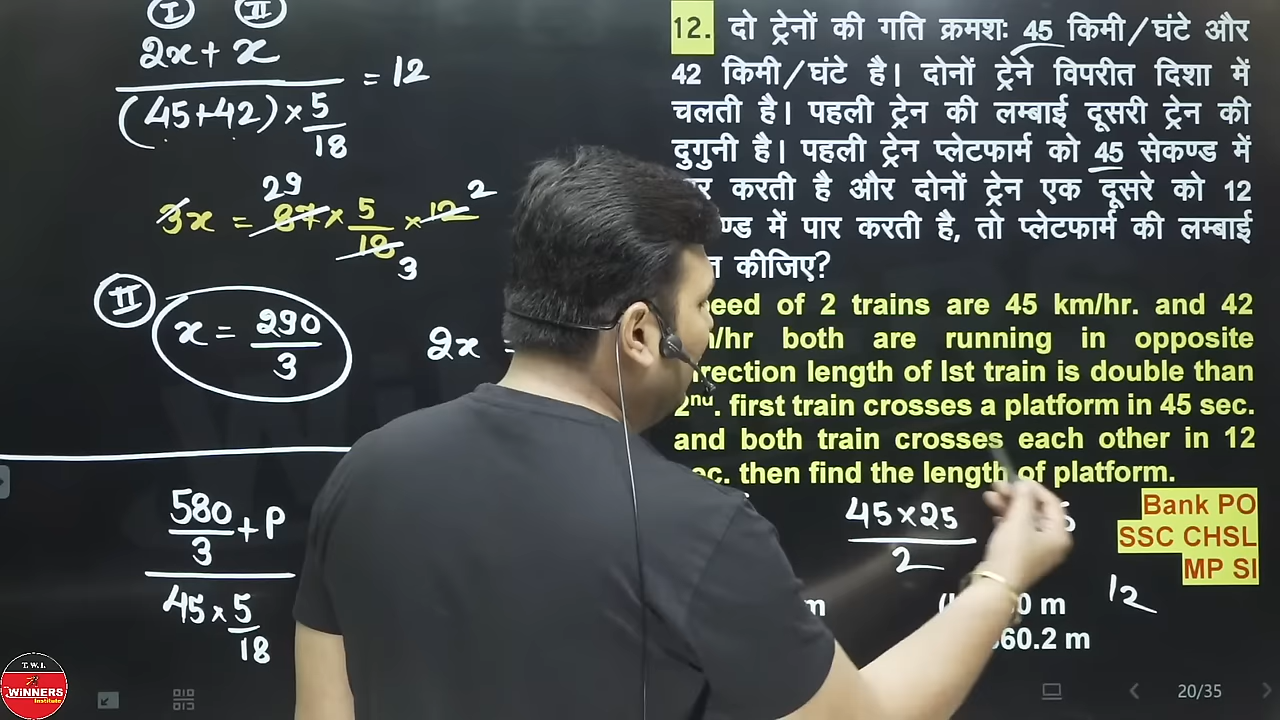 I II
2x + x
(45+42) × 5/18 = 12
3x = 87 × 5/18 × 12
29 2
3
II x = 290/3
2x =
580/3 + P
45 × 5/18
12. दो ट्रेनों की गति क्रमशः 45 किमी/घंटे और
42 किमी/घंटे है। दोनों ट्रेने विपरीत दिशा में
चलती है। पहली ट्रेन की लम्बाई दूसरी ट्रेन की
दुगुनी है। पहली ट्रेन प्लेटफार्म को 45 सेकण्ड में
करती है और दोनों ट्रेन एक दूसरे को 12
में पार करती है, तो प्लेटफार्म की लम्बाई
कीजिए?
of 2 trains are 45 km/hr. and 42
both are running in opposite
length of Ist train is double than
2nd. first train crosses a platform in 45 sec.
and both train crosses each other in 12
then find the length of platform.
45×25
2
12
Bank PO
SSC CHSL
MP SI
m
m
60.2 m
T.W.I.
WINNERS
Institute
20/35